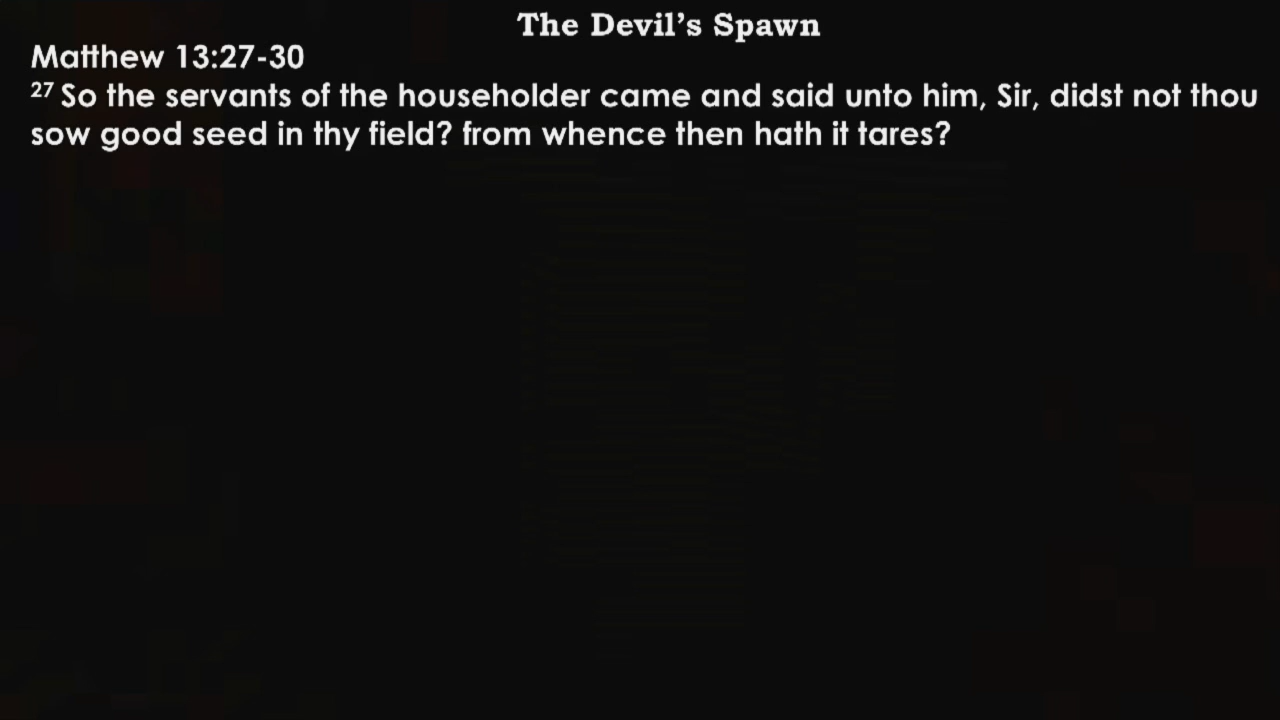 The Devil’s Spawn
Matthew 13:27-30
27 So the servants of the householder came and said unto him, Sir, didst not thou
sow good seed in thy field? from whence then hath it tares?